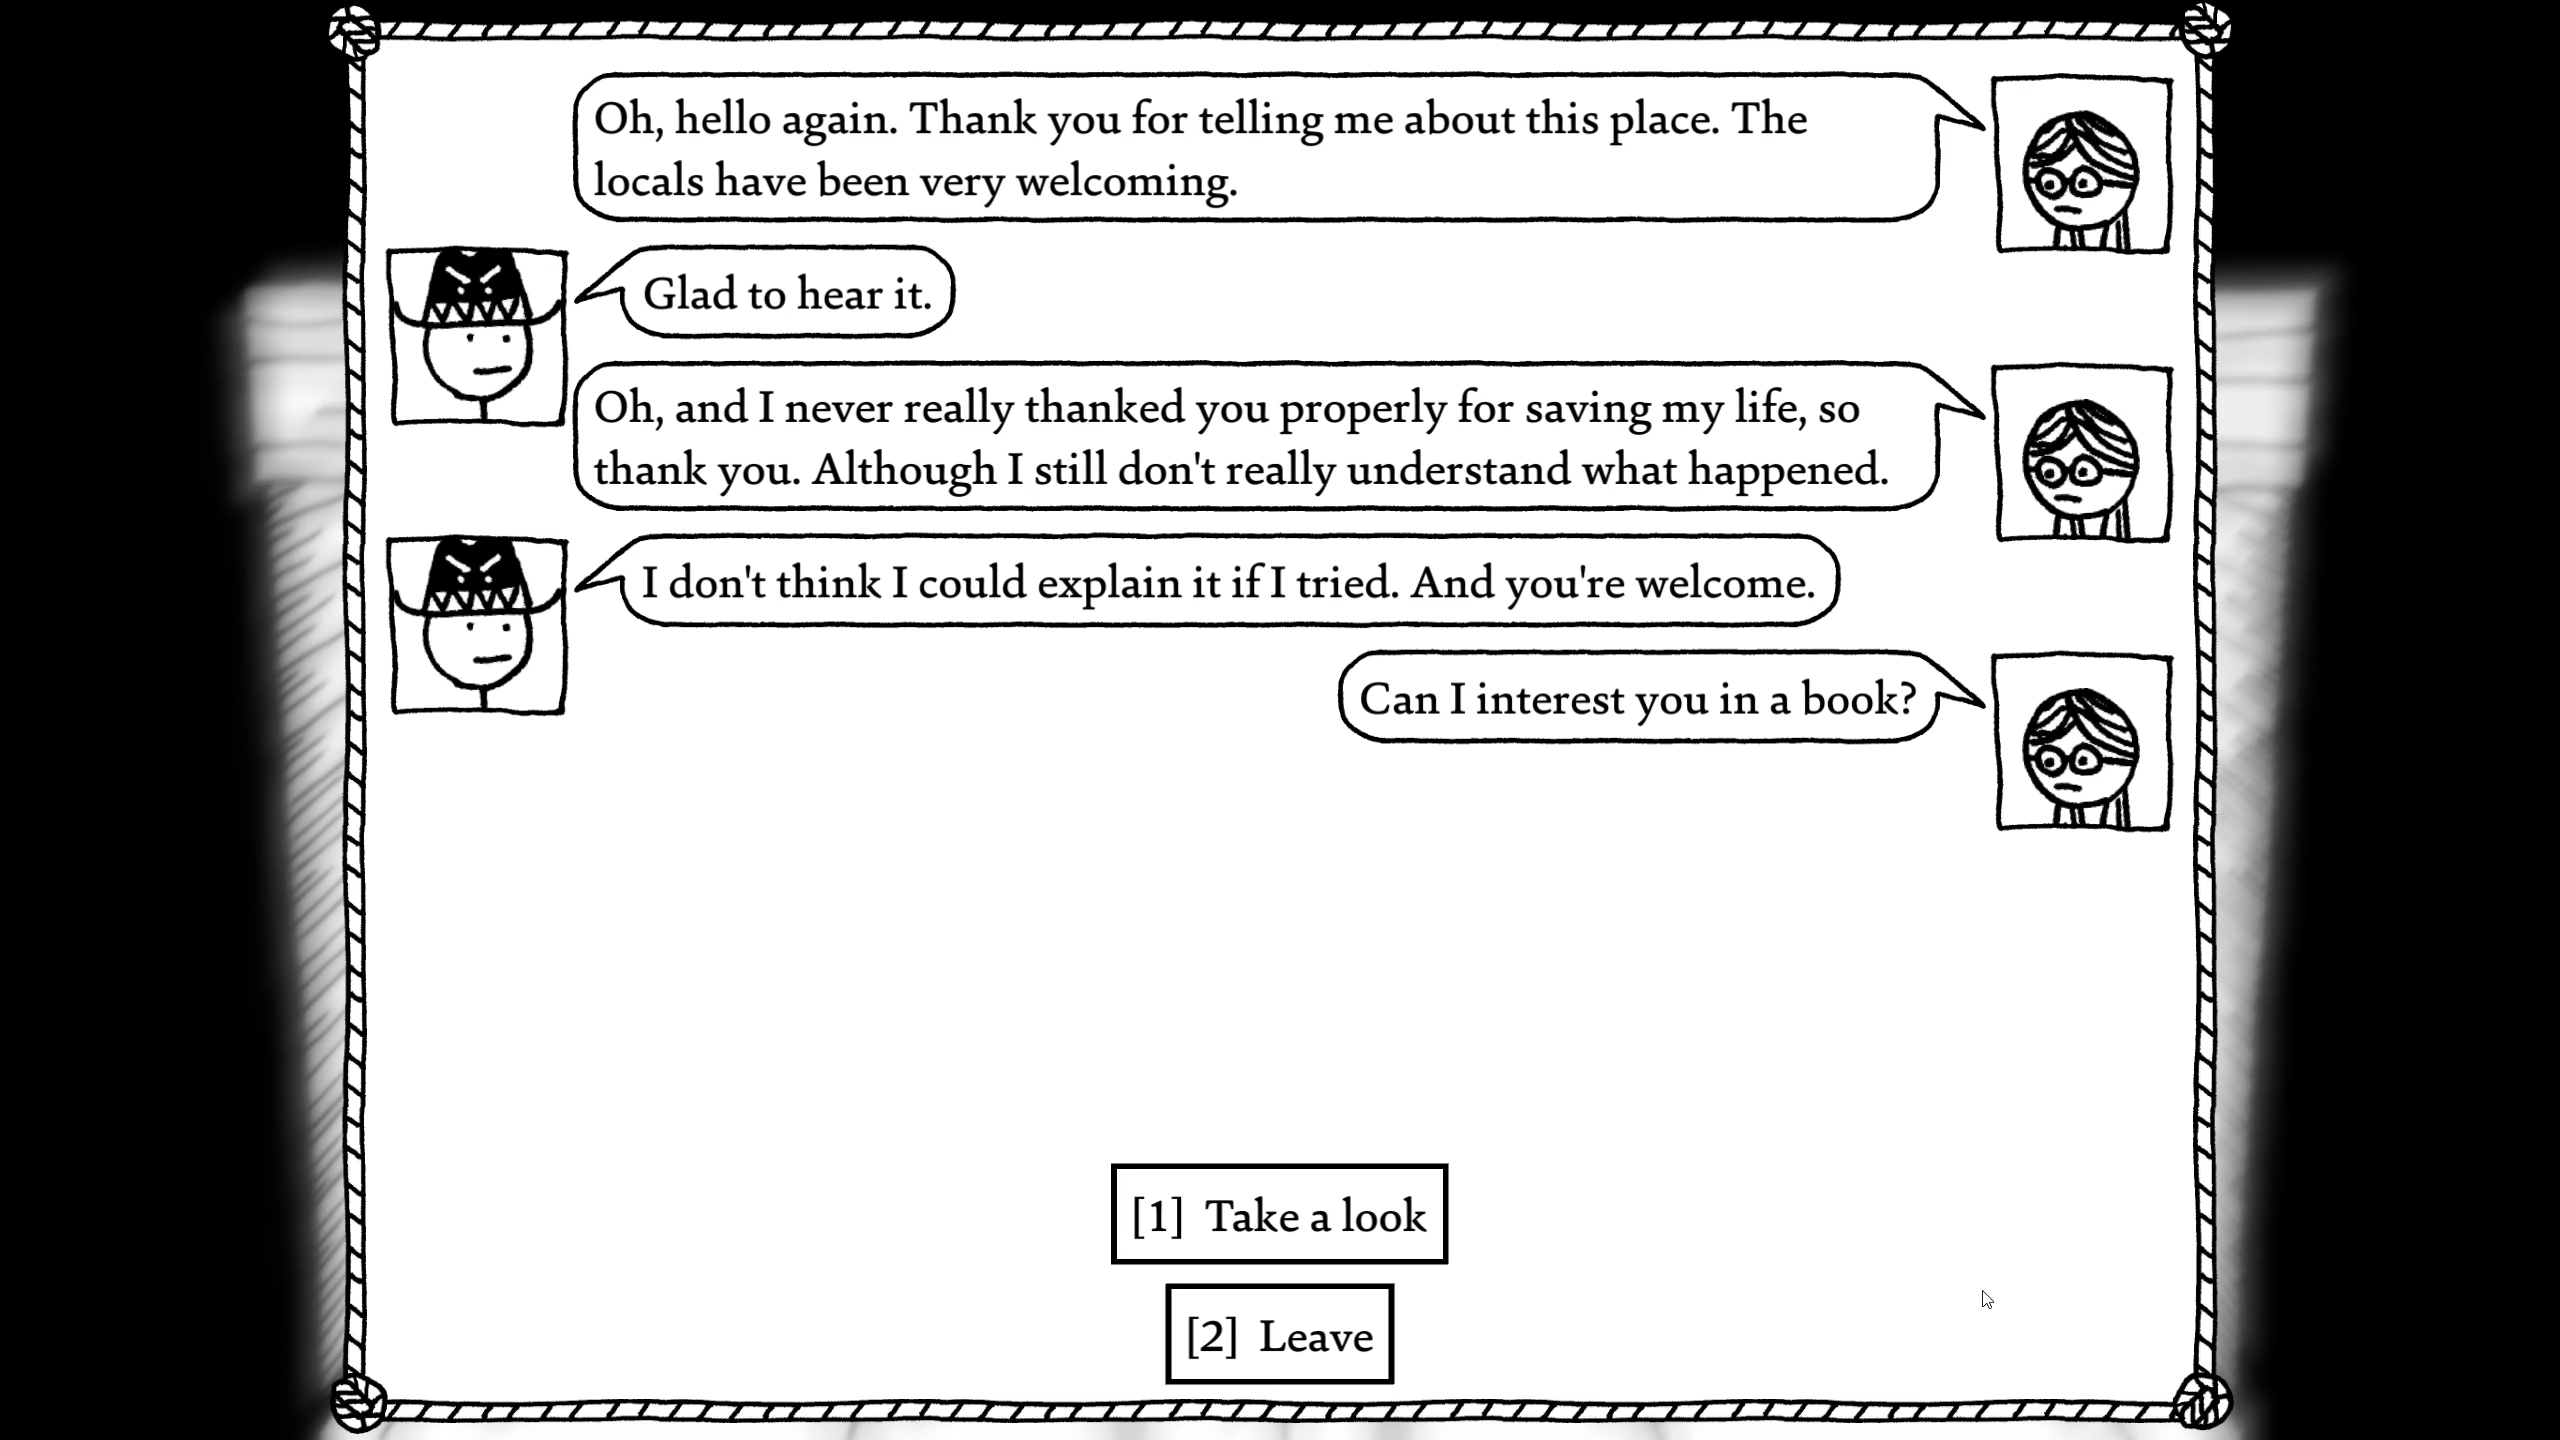 Oh, hello again. Thank you for telling me about this place. The
locals have been very welcoming.
Glad to hear it.
Oh, and I never really thanked you properly for saving my life, so
thank you. Although I still don't really understand what happened.
I don't think I could explain it if I tried. And you're welcome.
Can I interest you in a book?
[1] Take a look
[2] Leave